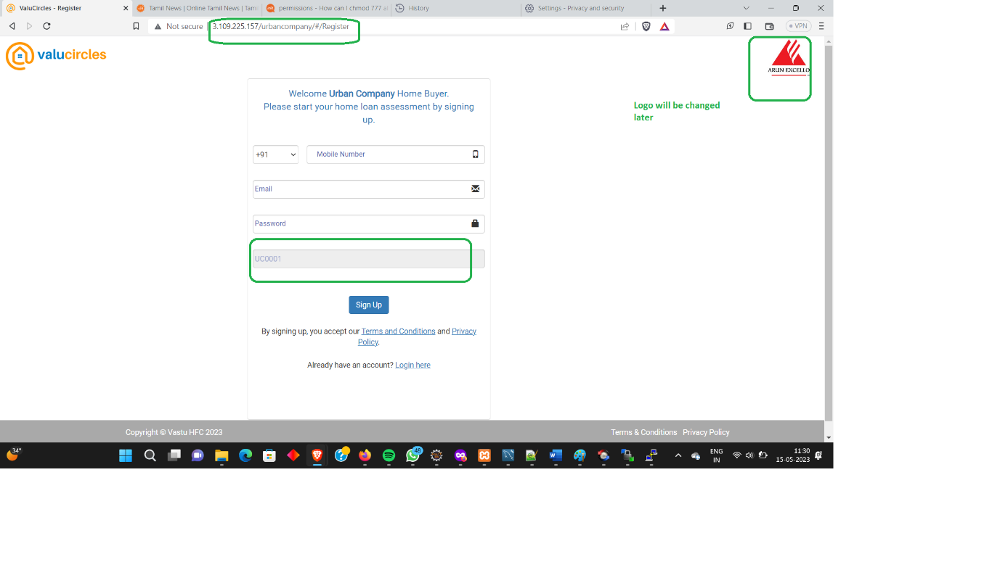 ValuCircles - Register
Tamil News | Online Tamil News | Tami
permissions - How can I chmod 777 al
History
Settings - Privacy and security
Not secure | 3.109.225.157/urbancompany/#/Register
VPN
valucircles
ARUN EXCELLO
Welcome Urban Company Home Buyer.
Please start your home loan assessment by signing
up.
Logo will be changed
later
+91
Mobile Number
Email
Password
UC0001
Sign Up
By signing up, you accept our Terms and Conditions and Privacy
Policy.
Already have an account? Login here
Copyright © Vastu HFC 2023
Terms & Conditions Privacy Policy
34°
48
ENG
IN
11:30
15-05-2023